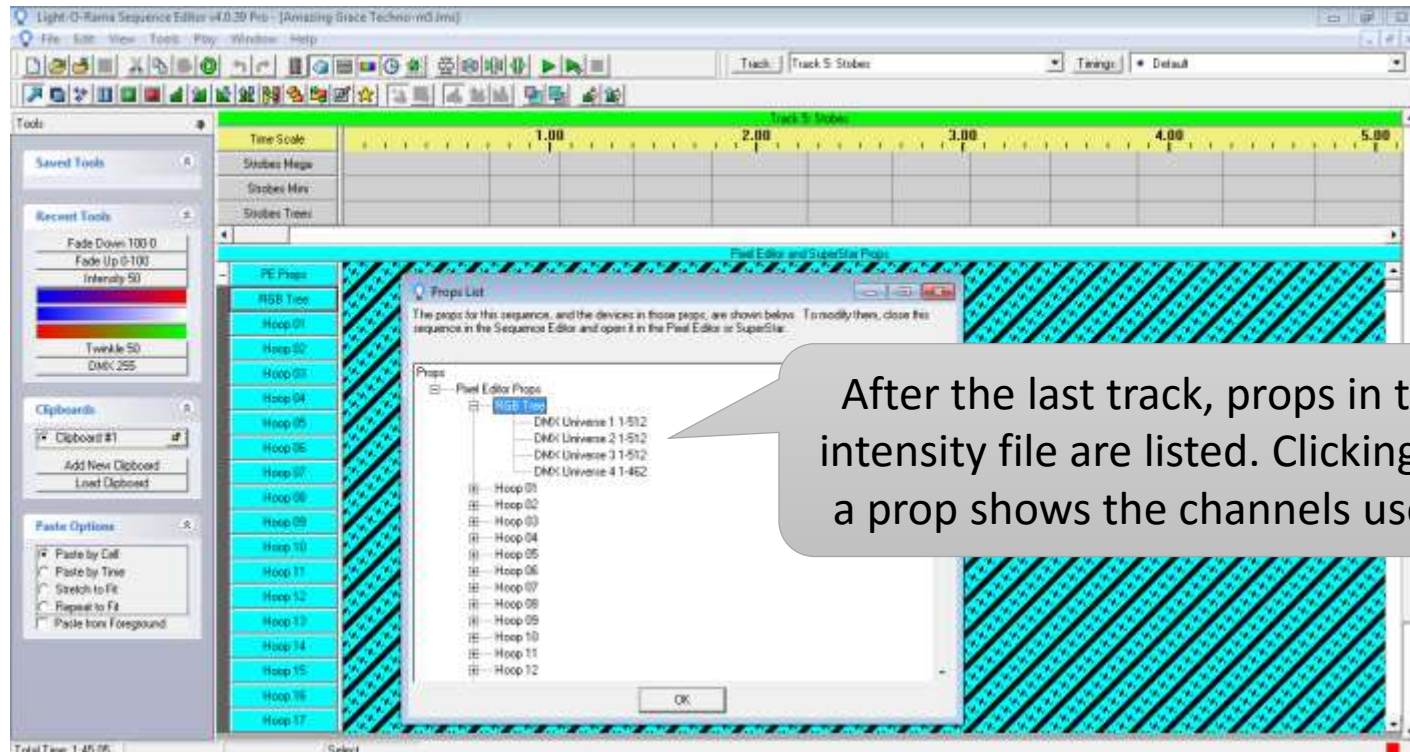 Light-O-Rama Sequence Editor v4.0.39 Pro - [Amazing Grace Techno-m5.lms]
File Edit View Tools Play Window Help
Track Track 5: Stobes Timings: Default
Tools
Saved Tools
Recent Tools
Fade Down 100-0
Fade Up 0-100
Intensity 50
Twinkle 50
DMX 255
Clipboards
Clipboard #1
Add New Clipboard
Load Clipboard
Paste Options
Paste by Cell
Paste by Time
Stretch to Fit
Repeat to Fit
Paste from Foreground
Track 5: Stobes
Time Scale 1.00 2.00 3.00 4.00 5.00
Strobes Mega
Strobes Mini
Strobes Trees
Pixel Editor and SuperStar Props
PE Props
RGB Tree
Hoop 01
Hoop 02
Hoop 03
Hoop 04
Hoop 05
Hoop 06
Hoop 07
Hoop 08
Hoop 09
Hoop 10
Hoop 11
Hoop 12
Hoop 13
Hoop 14
Hoop 15
Hoop 16
Hoop 17
Props List
The props for this sequence, and the devices in those props, are shown below. To modify them, close this
sequence in the Sequence Editor and open it in the Pixel Editor or SuperStar.
Props
Pixel Editor Props
RGB Tree
DMX Universe 1 1-512
DMX Universe 2 1-512
DMX Universe 3 1-512
DMX Universe 4 1-462
Hoop 01
Hoop 02
Hoop 03
Hoop 04
Hoop 05
Hoop 06
Hoop 07
Hoop 08
Hoop 09
Hoop 10
Hoop 11
Hoop 12
OK
After the last track, props in t
intensity file are listed. Clicking
a prop shows the channels us
Total Time: 1:45.05 Select